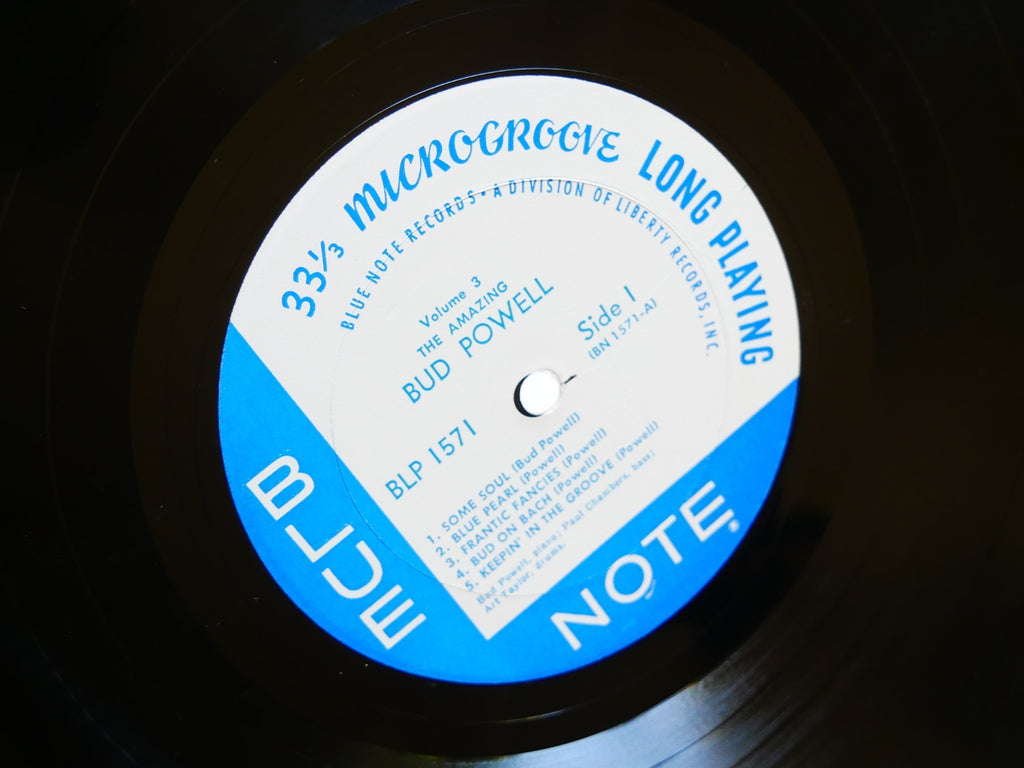 33⅓ MICROGROOVE LONG PLAYING
BLUE NOTE RECORDS • A DIVISION OF LIBERTY RECORDS, INC.
Volume 3
THE AMAZING
BUD POWELL
Side 1
(BN 1571-A)
BLP 1571
1. SOME SOUL (Bud Powell)
2. BLUE PEARL (Powell)
3. FRANTIC FANCIES (Powell)
4. BUD ON BACH (Powell)
5. KEEPIN' IN THE GROOVE (Powell)
Bud Powell, piano; Paul Chambers, bass;
Art Taylor, drums.
BLUE
NOTE®